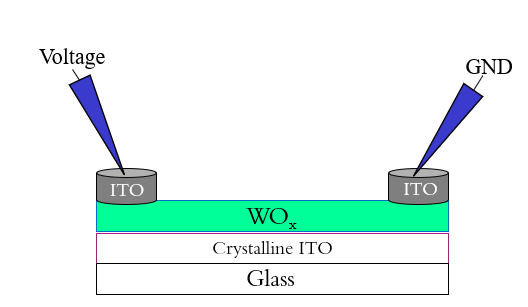 Voltage
GND
ITO
ITO
WOₓ
Crystalline ITO
Glass